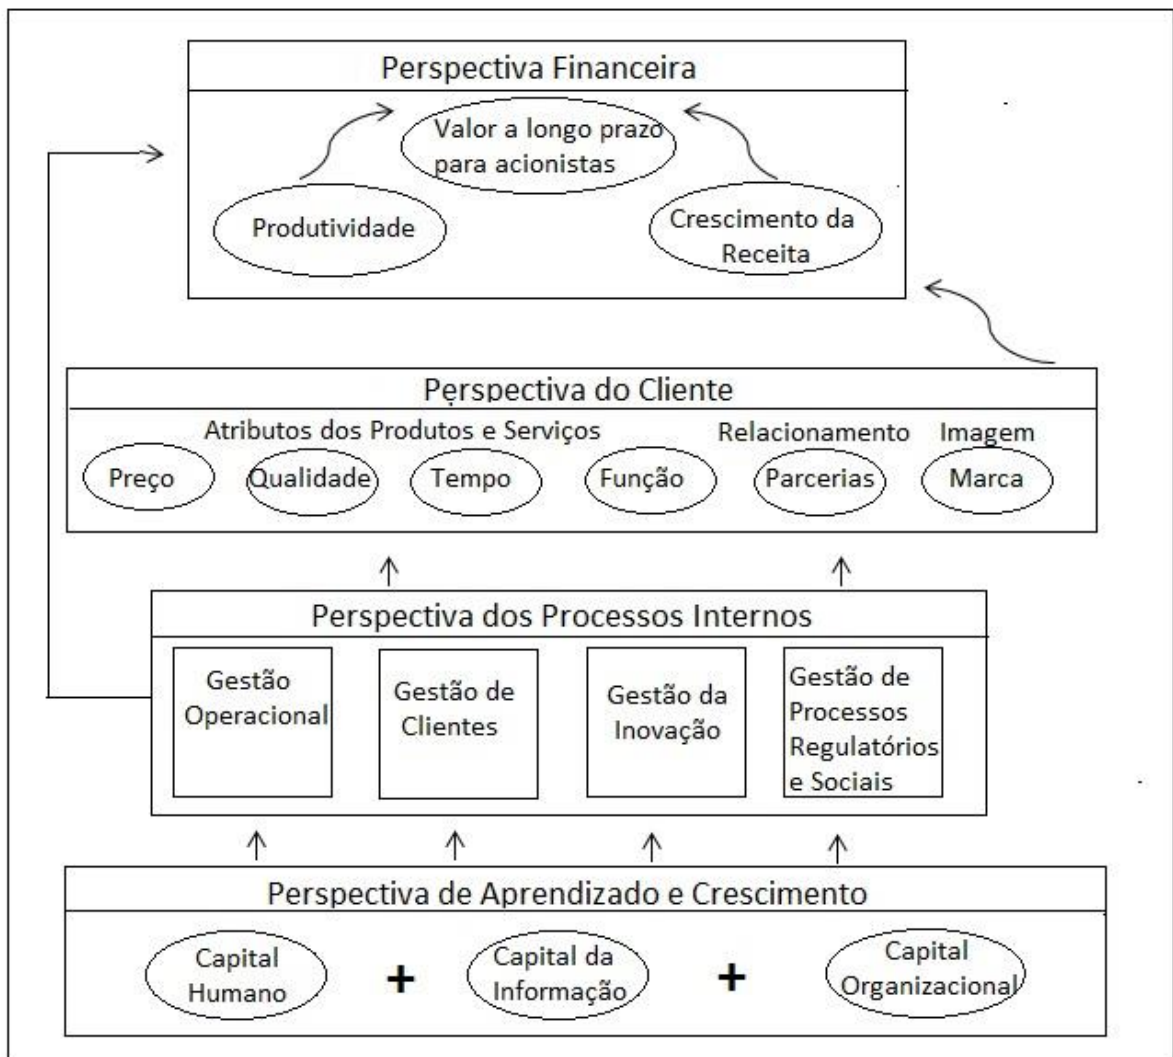 Perspectiva Financeira
Valor a longo prazo
para acionistas
Produtividade
Crescimento da
Receita
Perspectiva do Cliente
Atributos dos Produtos e Serviços
Relacionamento
Imagem
Preço
Qualidade
Tempo
Função
Parcerias
Marca
Perspectiva dos Processos Internos
Gestão
Operacional
Gestão de
Clientes
Gestão da
Inovação
Gestão de
Processos
Regulatórios
e Sociais
Perspectiva de Aprendizado e Crescimento
Capital
Humano
+
Capital da
Informação
+
Capital
Organizacional